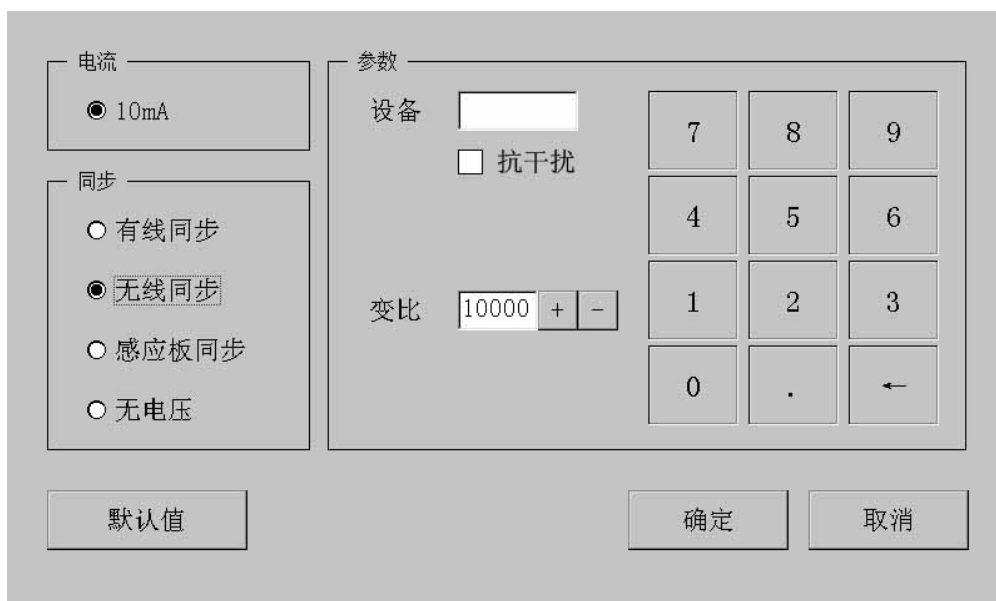 电流
10mA
同步
有线同步
无线同步
感应板同步
无电压
参数
设备
抗干扰
变比 10000 + -
7 8 9
4 5 6
1 2 3
0 . ←
默认值 确定 取消